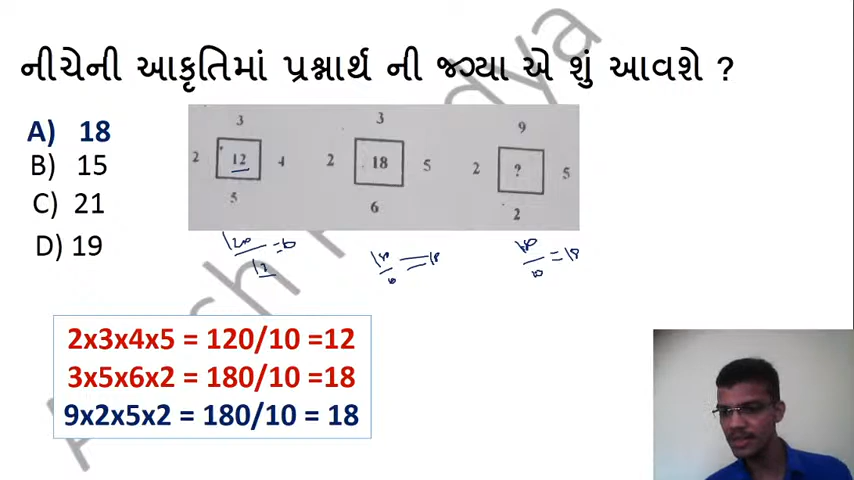 નીચેની આકૃતિમાં પ્રશ્નાર્થ ની જ્ગ્યા એ શું આવશે ?
A) 18
B) 15
C) 21
D) 19
3
2 12 4
5
3
2 18 5
6
9
2 ? 5
2
2x3x4x5 = 120/10 =12
3x5x6x2 = 180/10 =18
9x2x5x2 = 180/10 = 18